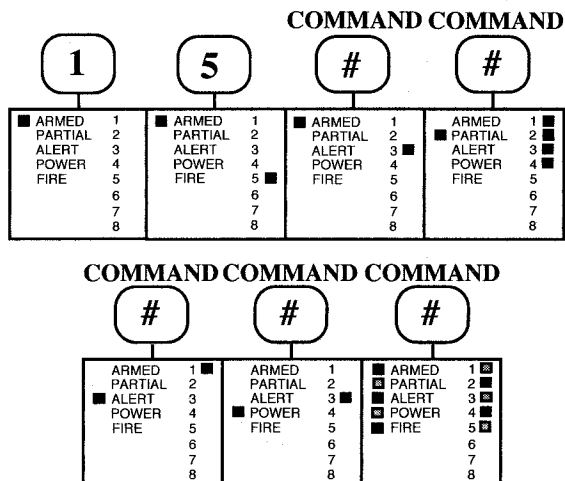 COMMAND COMMAND
1 5 # #
ARMED 1 ARMED 1 ARMED 1 ARMED 1
PARTIAL 2 PARTIAL 2 PARTIAL 2 PARTIAL 2
ALERT 3 ALERT 3 ALERT 3 ALERT 3
POWER 4 POWER 4 POWER 4 POWER 4
FIRE 5 FIRE 5 FIRE 5 FIRE 5
6 6 6 6
7 7 7 7
8 8 8 8
COMMAND COMMAND COMMAND
# # #
ARMED 1 ARMED 1 ARMED 1
PARTIAL 2 PARTIAL 2 PARTIAL 2
ALERT 3 ALERT 3 ALERT 3
POWER 4 POWER 4 POWER 4
FIRE 5 FIRE 5 FIRE 5
6 6 6
7 7 7
8 8 8